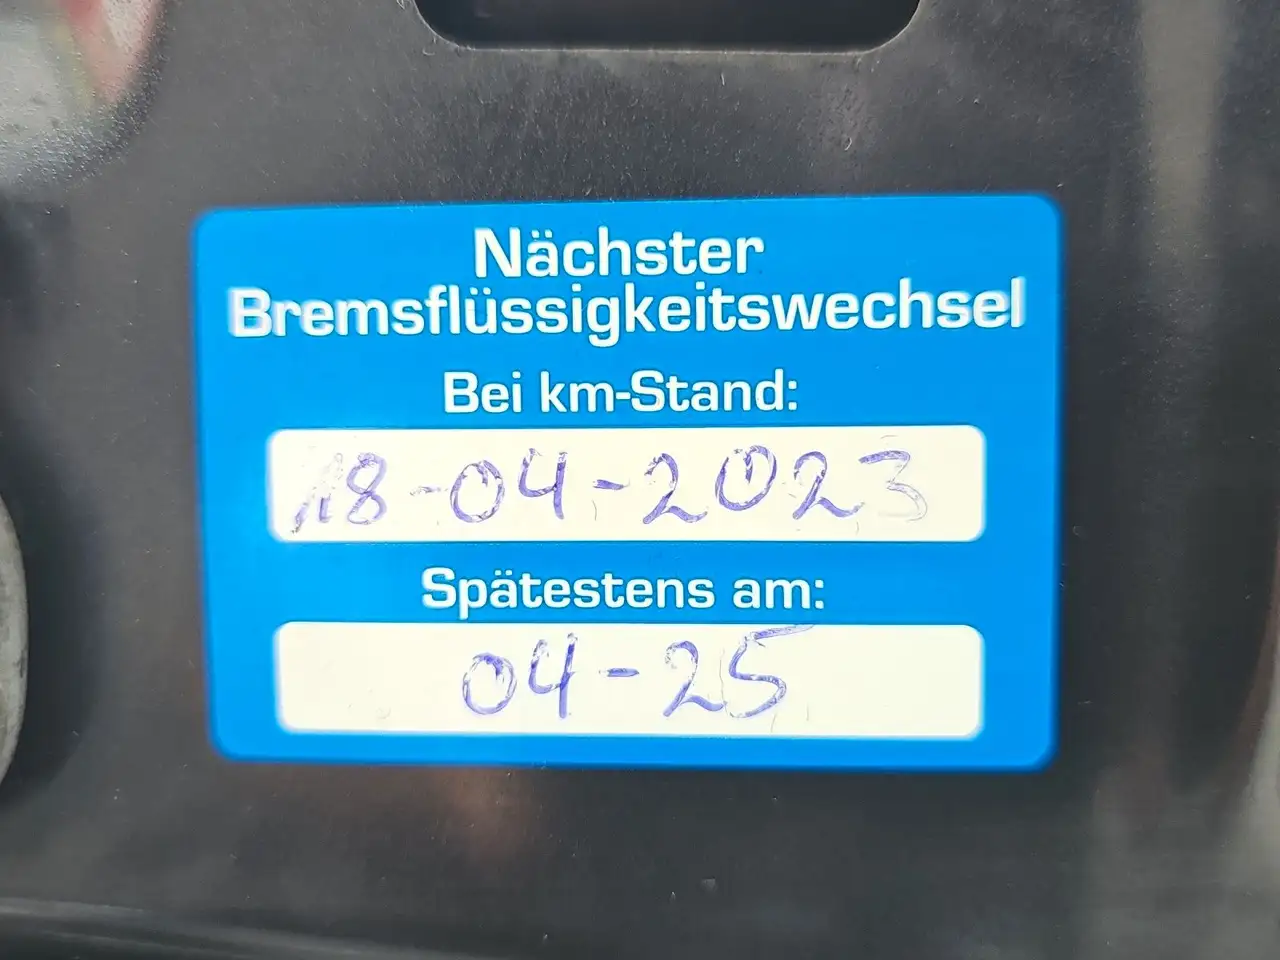 Nächster
Bremsflüssigkeitswechsel
Bei km-Stand:
18-04-2023
Spätestens am:
04-25